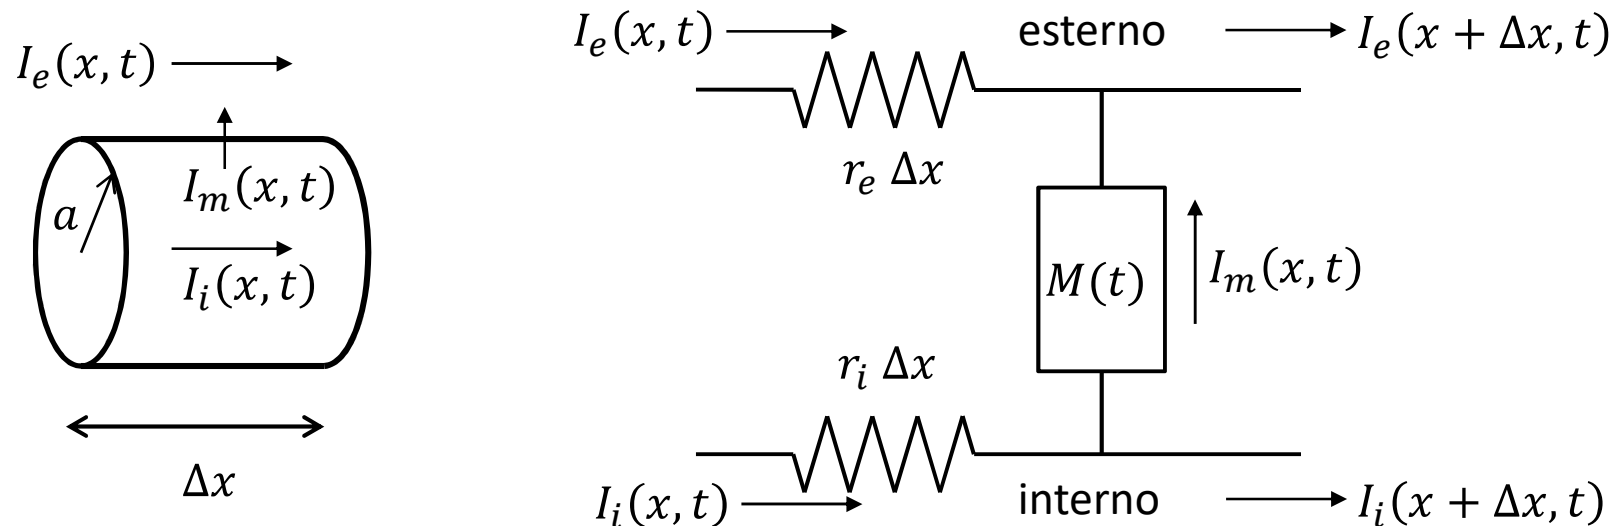 I_e(x, t)
a
I_m(x, t)
I_i(x, t)
Δx
I_e(x, t)
esterno
I_e(x + Δx, t)
r_e Δx
M(t)
I_m(x, t)
r_i Δx
I_i(x, t)
interno
I_i(x + Δx, t)